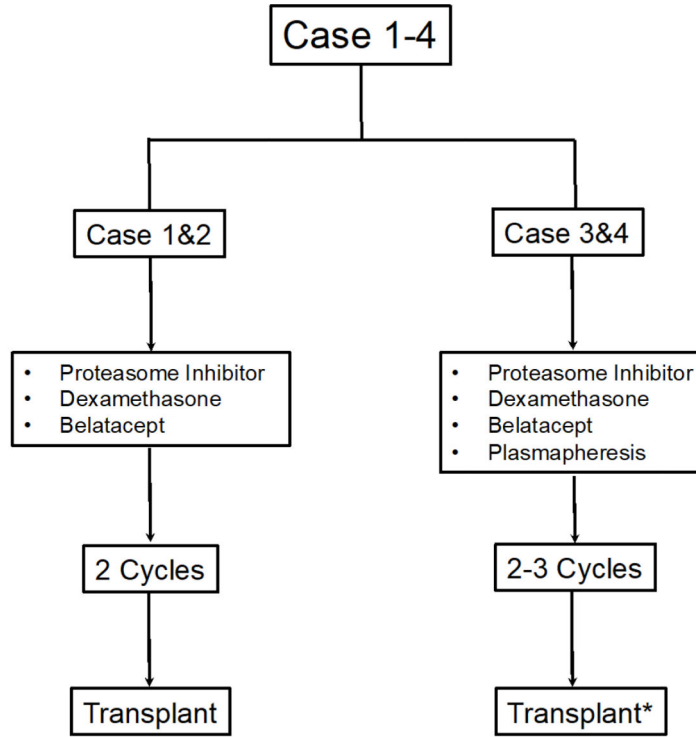 Case 1-4
Case 1&2
Case 3&4
• Proteasome Inhibitor
• Dexamethasone
• Belatacept
• Proteasome Inhibitor
• Dexamethasone
• Belatacept
• Plasmapheresis
2 Cycles
2-3 Cycles
Transplant
Transplant*